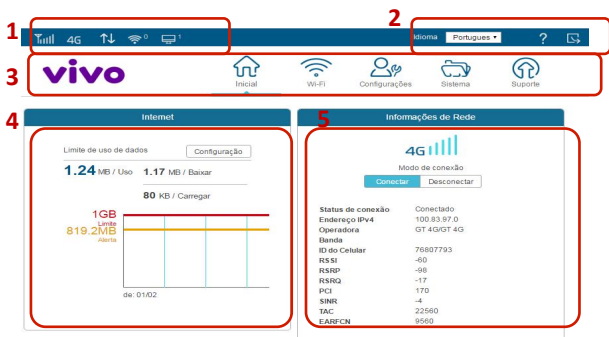 1
2
4G
0
1
Idioma Portugues
?
3
vivo
Inicial Wi-Fi Configurações Sistema Suporte
4
Internet
Limite de uso de dados Configuração
1.24 MB / Uso 1.17 MB / Baixar
80 KB / Carregar
1GB
Limite
819.2MB
Alerta
de: 01/02
5
Informações de Rede
4G
Modo de conexão
Conectar Desconectar
Status de conexão Conectado
Endereço IPv4 100.83.97.0
Operadora GT 4G/GT 4G
Banda
ID do Celular 76807793
RSSI -60
RSRP -98
RSRQ -17
PCI 170
SINR -4
TAC 22560
EARFCN 9560